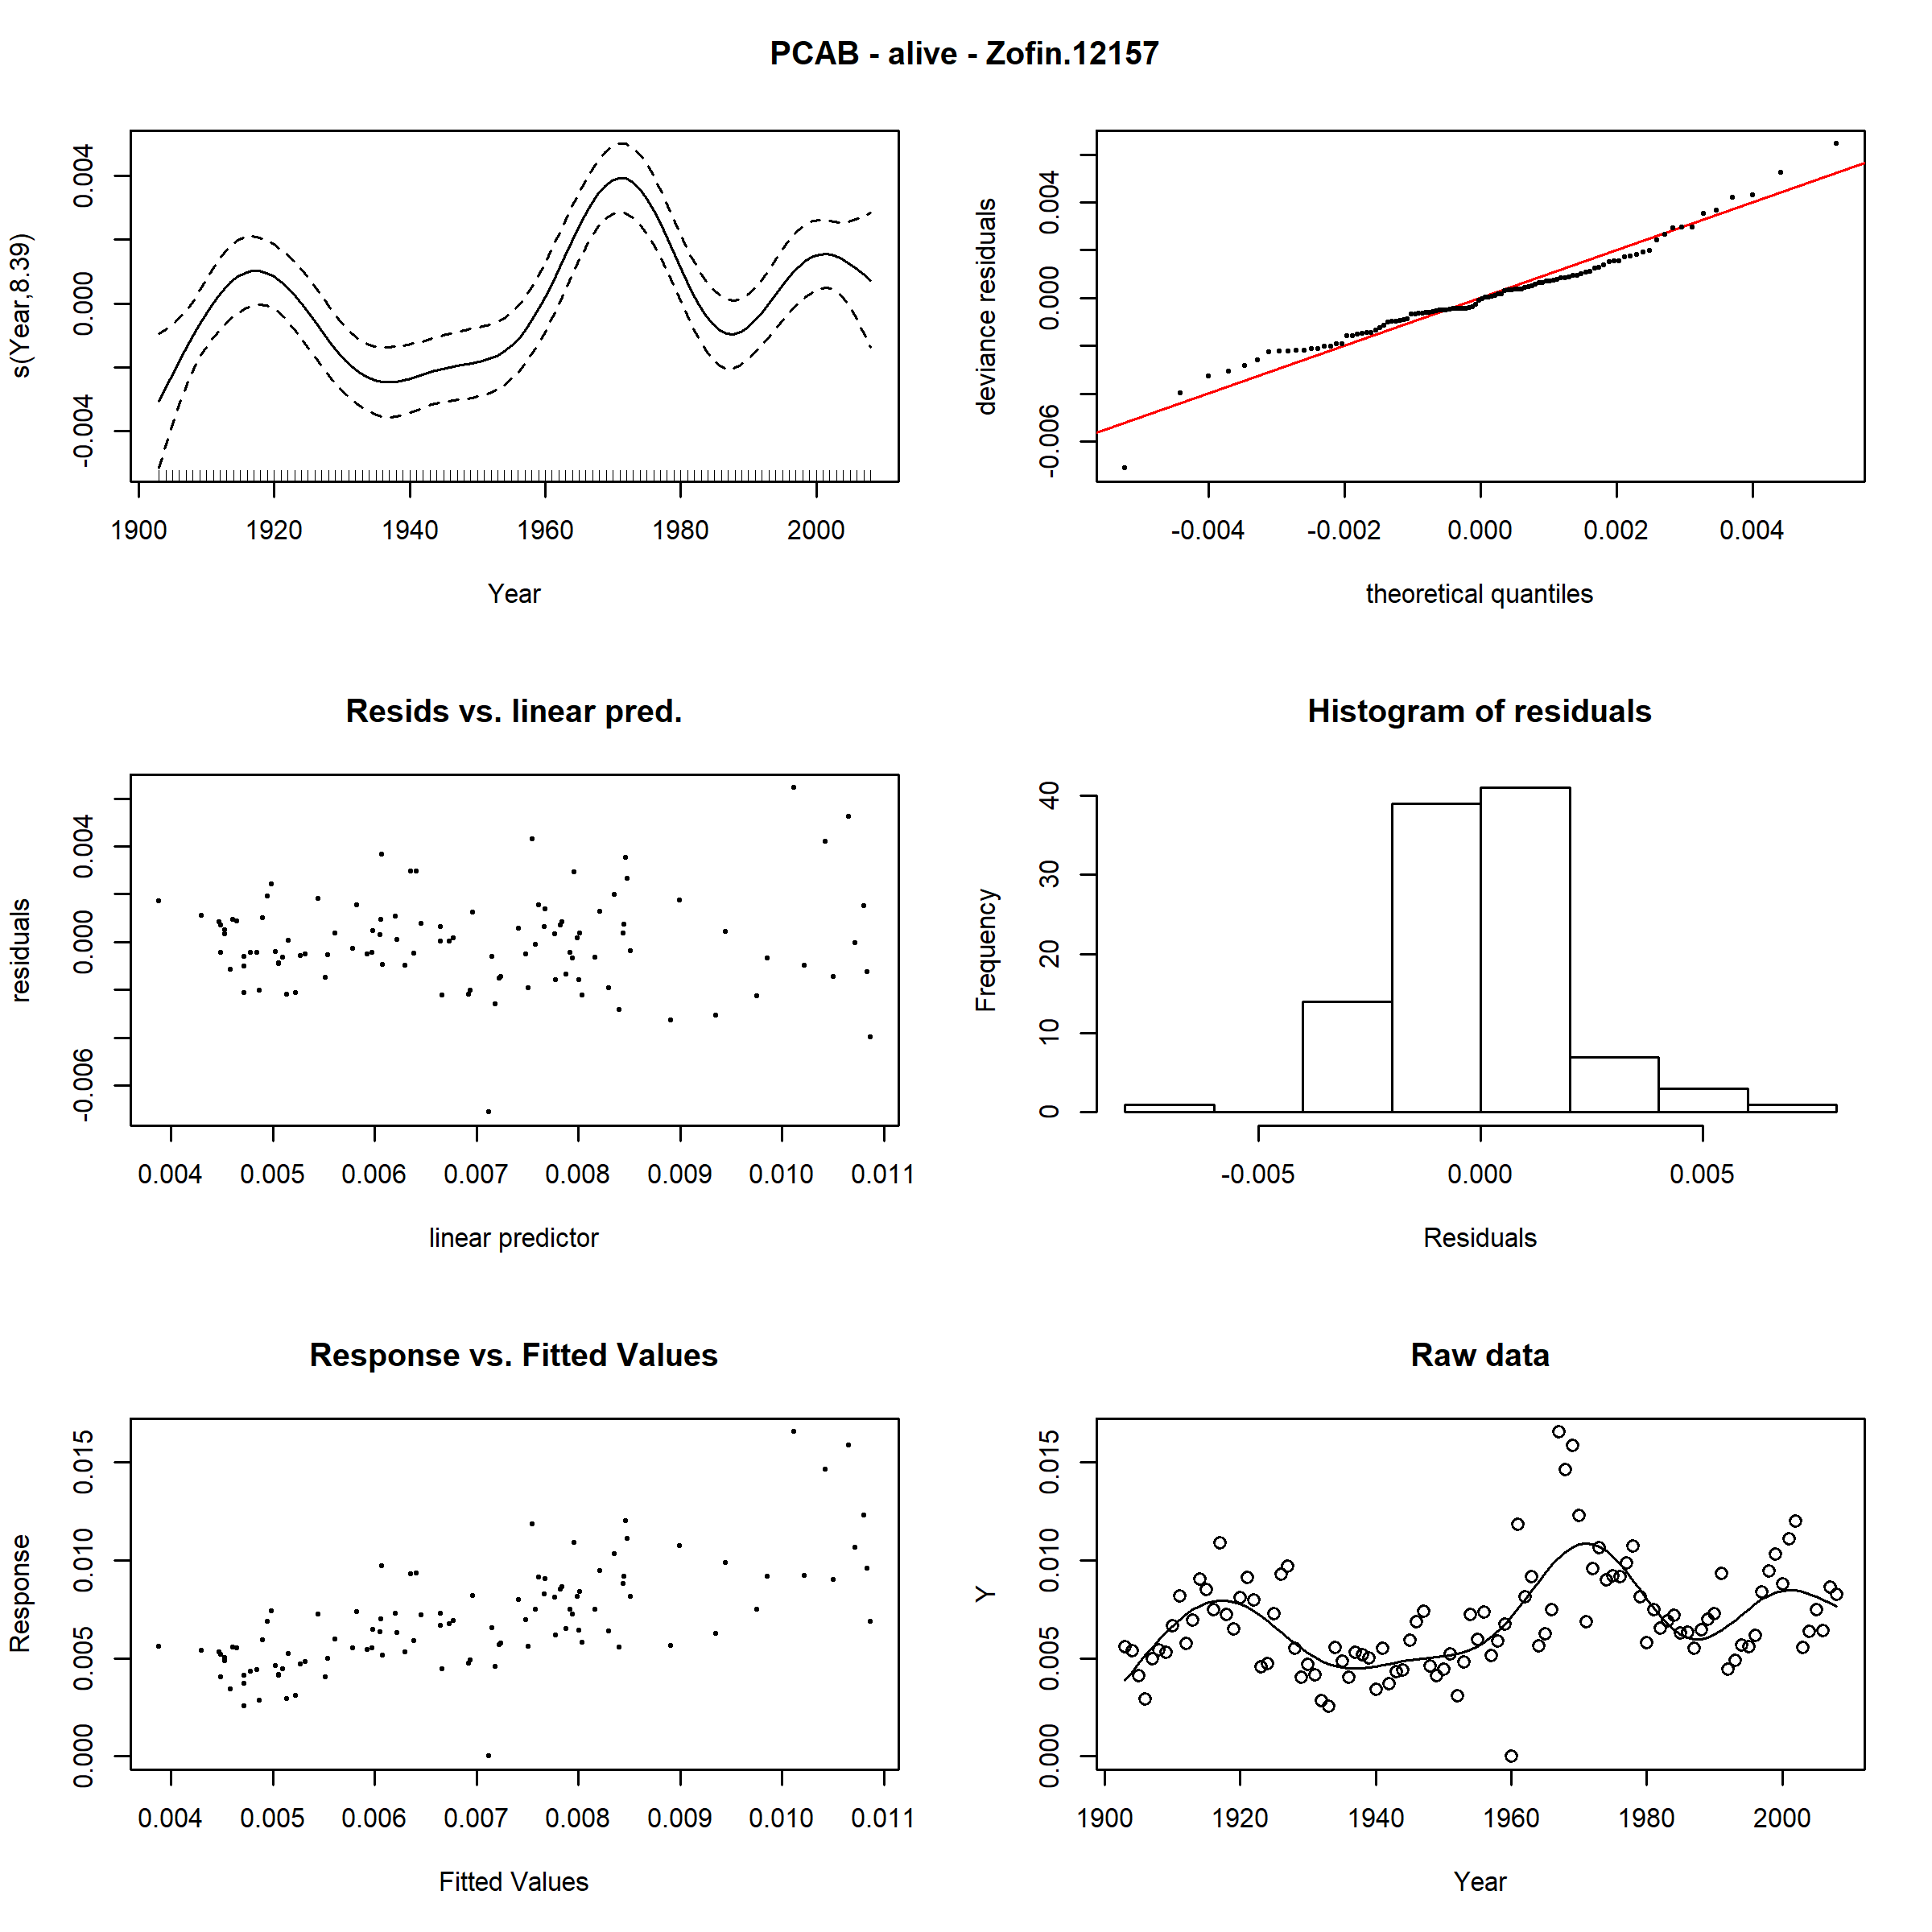 PCAB - alive - Zofin.12157
s(Year,8.39)
-0.004 0.000 0.004
1900 1920 1940 1960 1980 2000
Year
deviance residuals
-0.006 0.000 0.004
-0.004 -0.002 0.000 0.002 0.004
theoretical quantiles
Resids vs. linear pred.
residuals
-0.006 0.000 0.004
0.004 0.005 0.006 0.007 0.008 0.009 0.010 0.011
linear predictor
Histogram of residuals
Frequency
0 10 20 30 40
-0.005 0.000 0.005
Residuals
Response vs. Fitted Values
Response
0.000 0.005 0.010 0.015
0.004 0.005 0.006 0.007 0.008 0.009 0.010 0.011
Fitted Values
Raw data
Y
0.000 0.005 0.010 0.015
1900 1920 1940 1960 1980 2000
Year